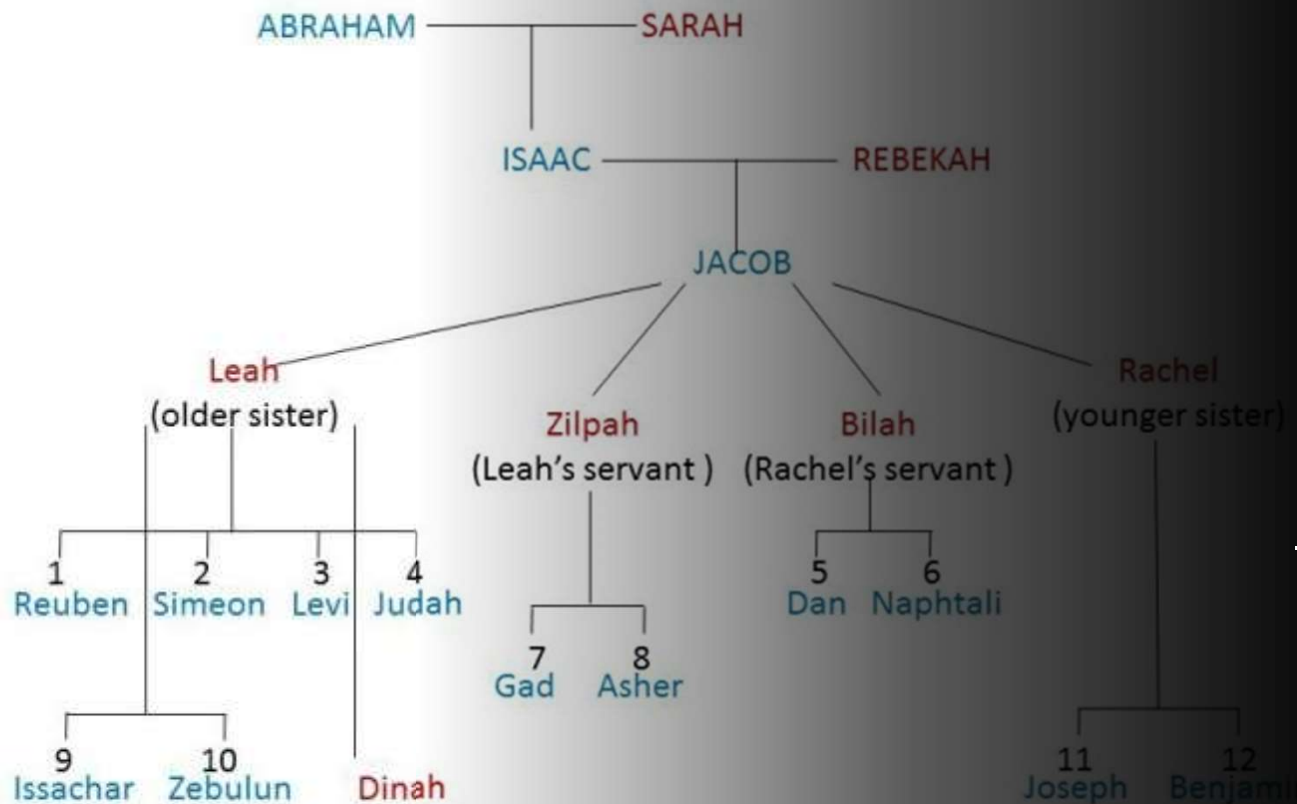 ABRAHAM SARAH
ISAAC REBEKAH
JACOB
Leah Rachel
(older sister) (younger sister)
Zilpah Bilah
(Leah's servant ) (Rachel's servant )
1 2 3 4 5 6
Reuben Simeon Levi Judah Dan Naphtali
7 8
Gad Asher
9 10 11 12
Issachar Zebulun Dinah Joseph Benjami